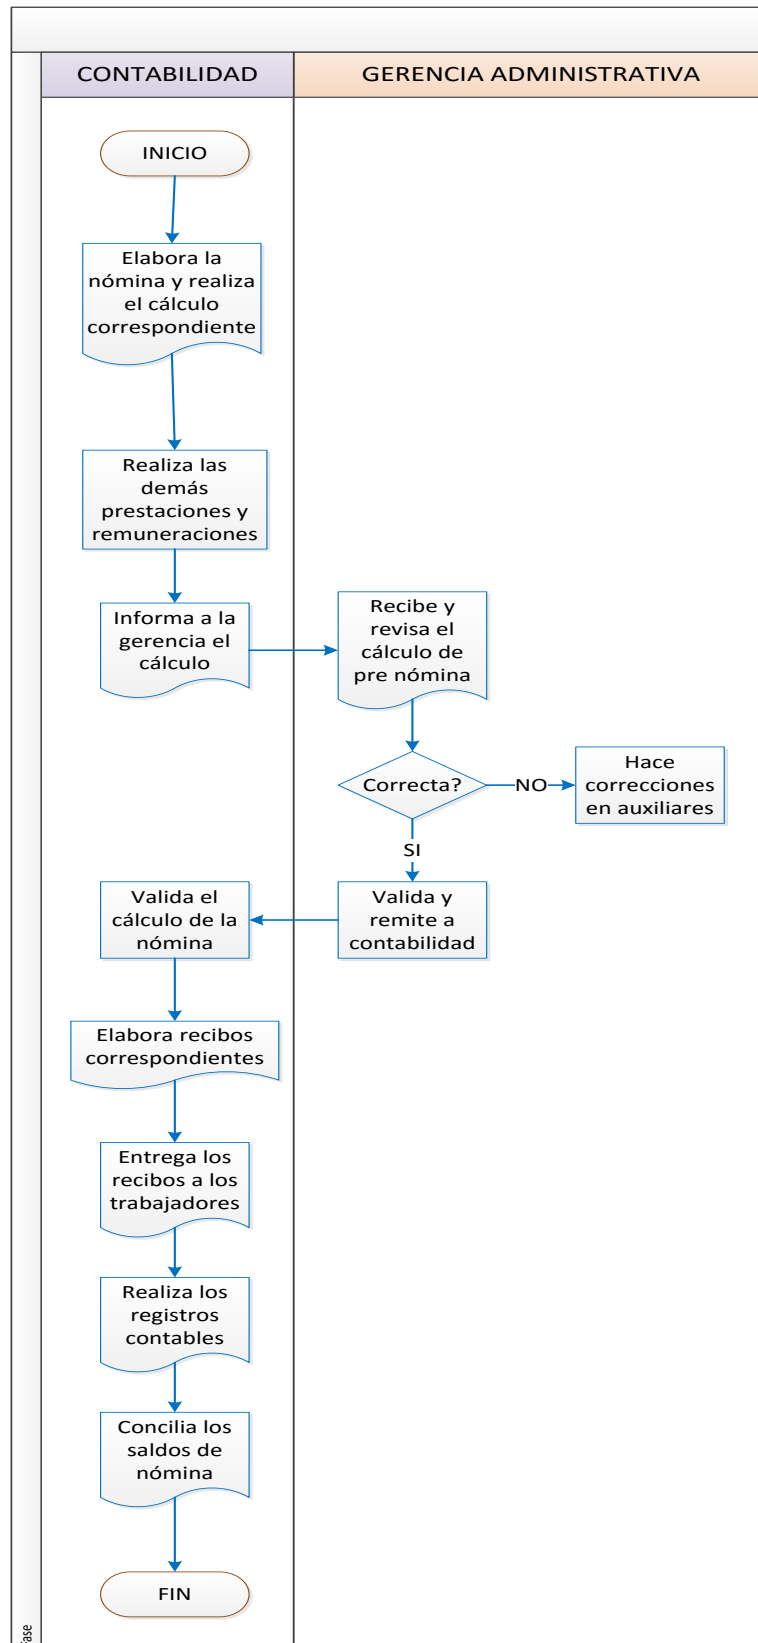 CONTABILIDAD
GERENCIA ADMINISTRATIVA
INICIO
Elabora la
nómina y realiza
el cálculo
correspondiente
Realiza las
demás
prestaciones y
remuneraciones
Informa a la
gerencia el
cálculo
Recibe y
revisa el
cálculo de
pre nómina
Correcta?
NO
Hace
correcciones
en auxiliares
SI
Valida y
remite a
contabilidad
Valida el
cálculo de la
nómina
Elabora recibos
correspondientes
Entrega los
recibos a los
trabajadores
Realiza los
registros
contables
Concilia los
saldos de
nómina
FIN